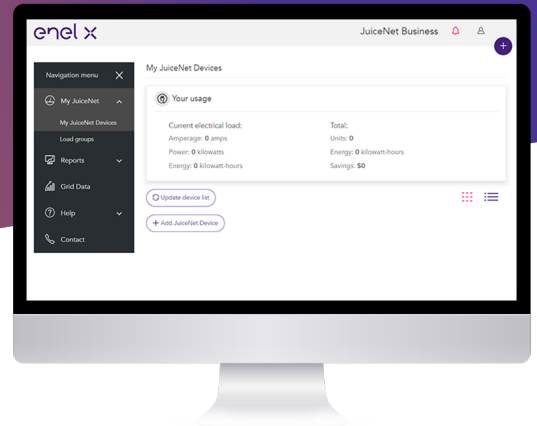 enel x
JuiceNet Business
+
Navigation menu X
My JuiceNet
My JuiceNet Devices
Load groups
Reports
Grid Data
Help
Contact
My JuiceNet Devices
Your usage
Current electrical load:
Amperage: 0 amps
Power: 0 kilowatts
Energy: 0 kilowatt-hours
Total:
Units: 0
Energy: 0 kilowatt-hours
Savings: $0
Update device list
+ Add JuiceNet Device